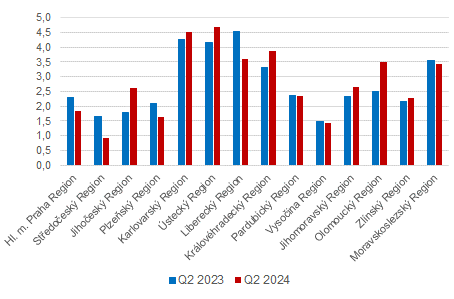 5,0
4,5
4,0
3,5
3,0
2,5
2,0
1,5
1,0
0,5
0,0
Hl. m. Praha Region
Středočeský Region
Jihočeský Region
Plzeňský Region
Karlovarský Region
Ústecký Region
Liberecký Region
Královéhradecký Region
Pardubický Region
Vysočina Region
Jihomoravský Region
Olomoucký Region
Zlínský Region
Moravskoslezský Region
Q2 2023 Q2 2024